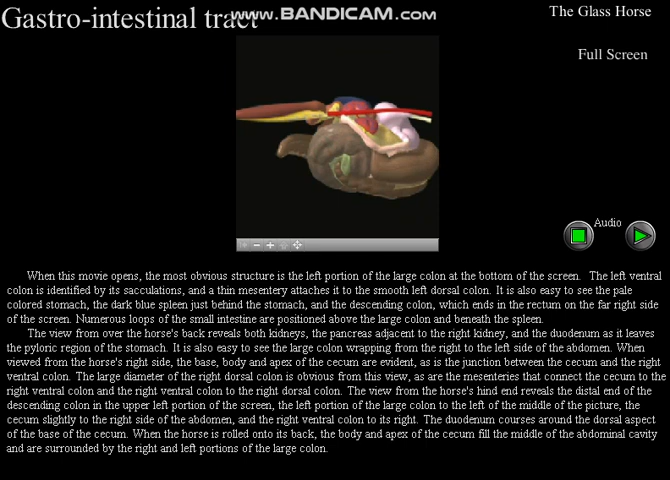 www.BANDICAM.com
Gastro-intestinal tract
The Glass Horse
Full Screen
Audio
When this movie opens, the most obvious structure is the left portion of the large colon at the bottom of the screen. The left ventral
colon is identified by its sacculations, and a thin mesentery attaches it to the smooth left dorsal colon. It is also easy to see the pale
colored stomach, the dark blue spleen just behind the stomach, and the descending colon, which ends in the rectum on the far right side
of the screen. Numerous loops of the small intestine are positioned above the large colon and beneath the spleen.
The view from over the horse's back reveals both kidneys, the pancreas adjacent to the right kidney, and the duodenum as it leaves
the pyloric region of the stomach. It is also easy to see the large colon wrapping from the right to the left side of the abdomen. When
viewed from the horse's right side, the base, body and apex of the cecum are evident, as is the junction between the cecum and the right
ventral colon. The large diameter of the right dorsal colon is obvious from this view, as are the mesenteries that connect the cecum to the
right ventral colon and the right ventral colon to the right dorsal colon. The view from the horse's hind end reveals the distal end of the
descending colon in the upper left portion of the screen, the left portion of the large colon to the left of the middle of the picture, the
cecum slightly to the right side of the abdomen, and the right ventral colon to its right. The duodenum courses around the dorsal aspect
of the base of the cecum. When the horse is rolled onto its back, the body and apex of the cecum fill the middle of the abdominal cavity
and are surrounded by the right and left portions of the large colon.